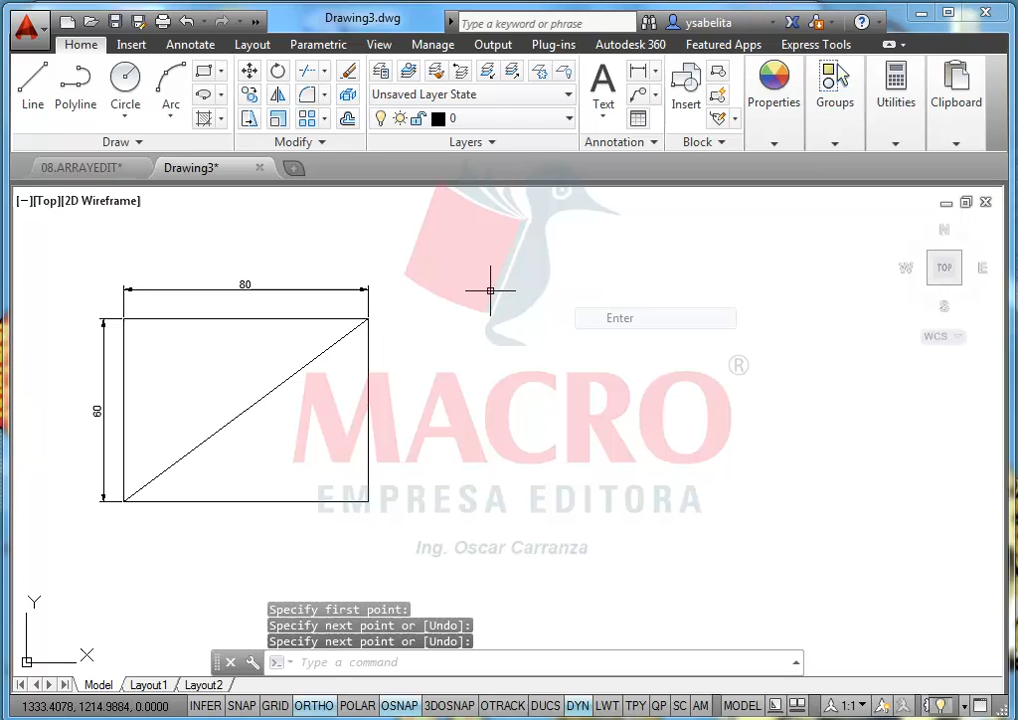 Drawing3.dwg
Type a keyword or phrase
ysabelita
Home Insert Annotate Layout Parametric View Manage Output Plug-ins Autodesk 360 Featured Apps Express Tools
Line Polyline Circle Arc
Unsaved Layer State
0
Text Insert Properties Groups Utilities Clipboard
Draw Modify Layers Annotation Block
08.ARRAYEDIT* Drawing3*
[−][Top][2D Wireframe]
N
W TOP E
S
WCS
80
60
Enter
MACRO®
EMPRESA EDITORA
Ing. Oscar Carranza
Y
X
Specify first point:
Specify next point or [Undo]:
Specify next point or [Undo]:
Type a command
Model Layout1 Layout2
1333.4078, 1214.9884, 0.0000 INFER SNAP GRID ORTHO POLAR OSNAP 3DOSNAP OTRACK DUCS DYN LWT TPY QP SC AM MODEL 1:1